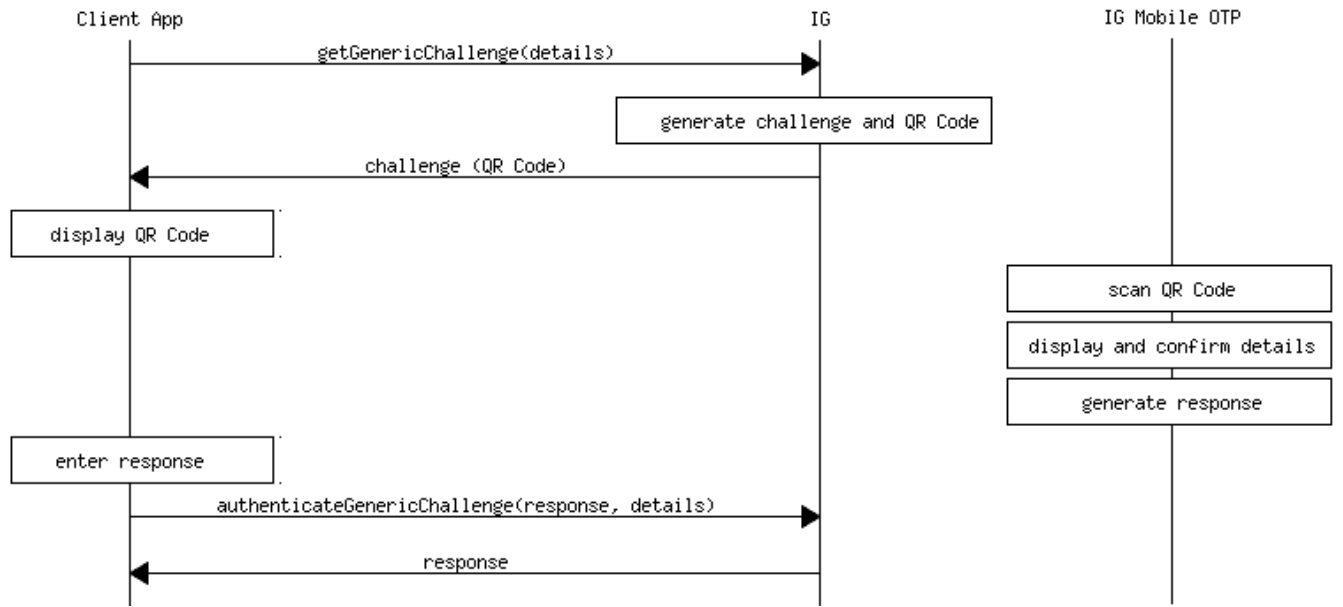 Client App
IG
IG Mobile OTP
getGenericChallenge(details)
generate challenge and QR Code
challenge (QR Code)
display QR Code
scan QR Code
display and confirm details
generate response
enter response
authenticateGenericChallenge(response, details)
response